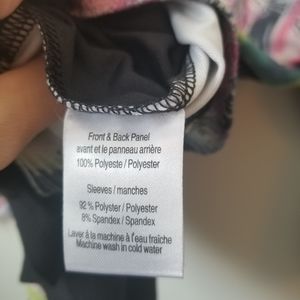 Front & Back Panel
avant et le panneau arrière
100% Polyeste / Polyester
Sleeves / manches
92 % Polyster / Polyester
8% Spandex / Spandex
Laver à la machine à l'eau fraîche
Machine wash in cold water